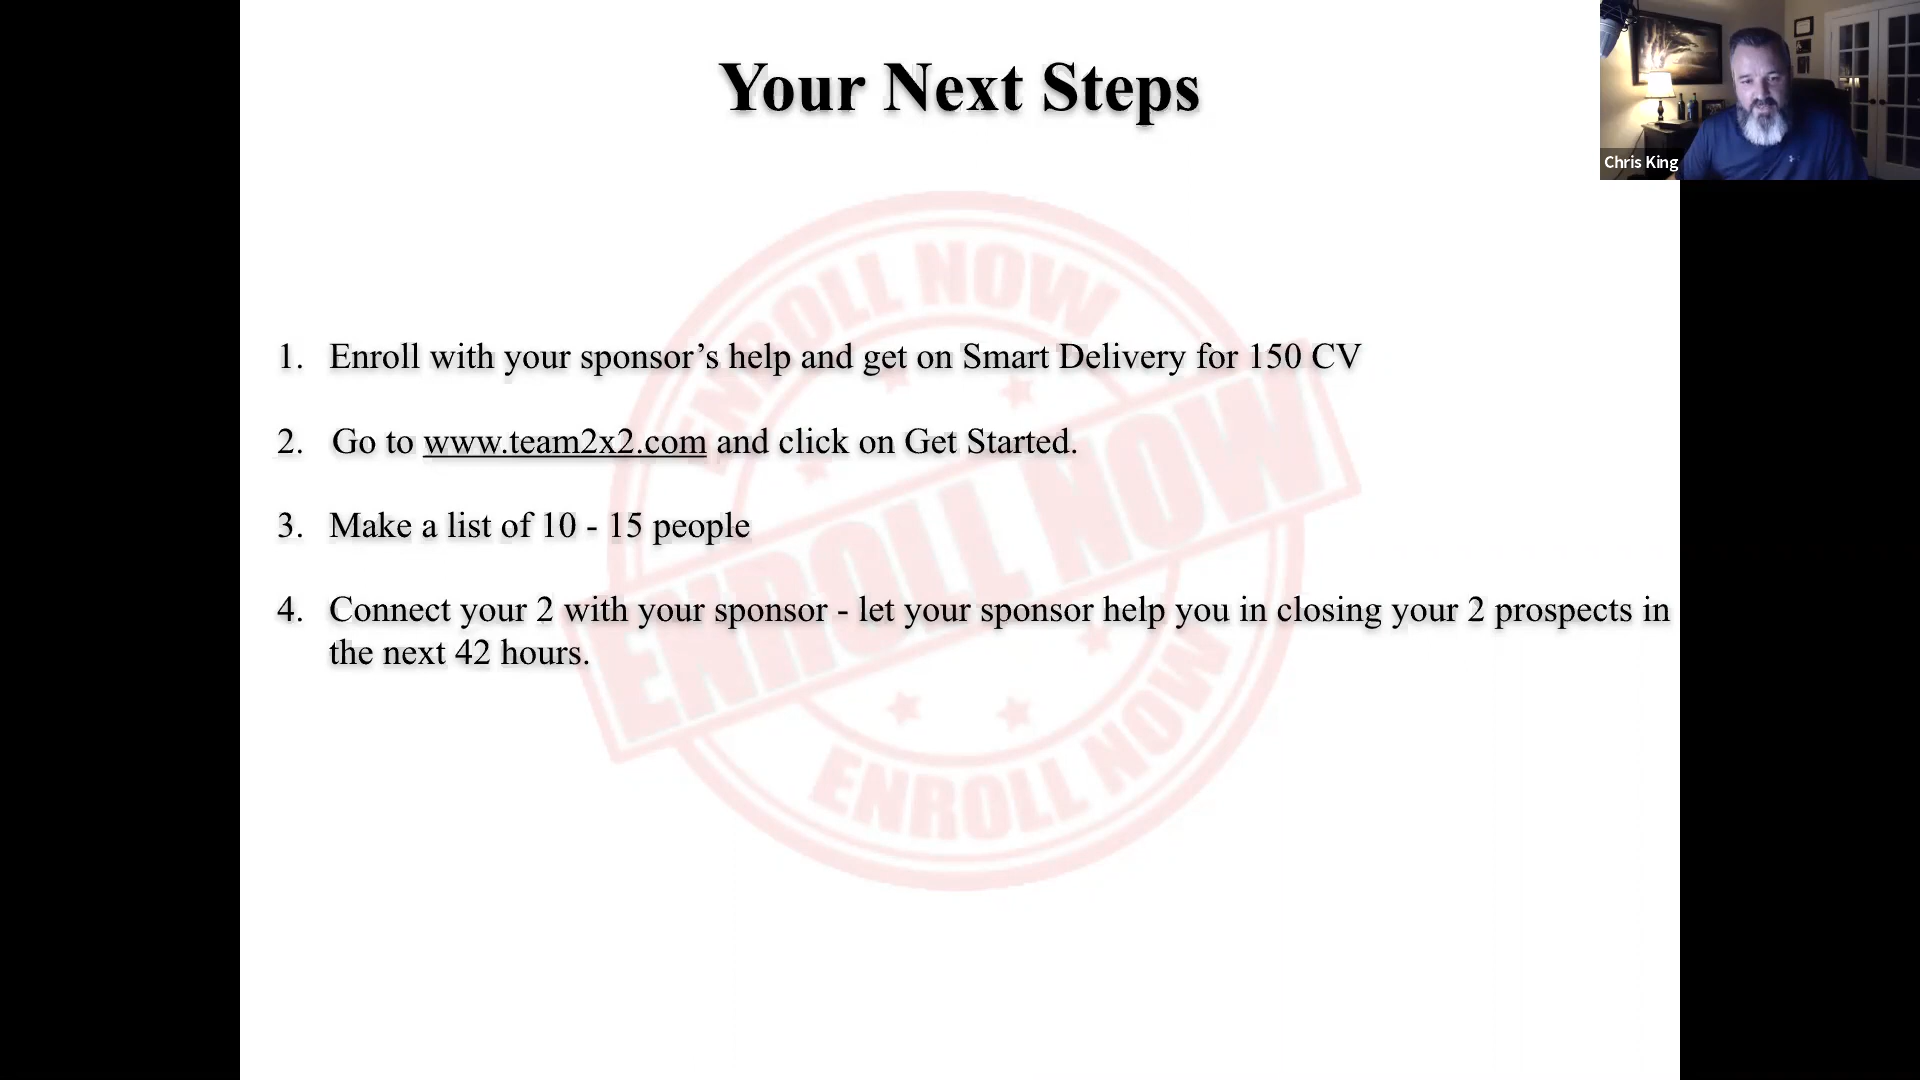 Your Next Steps
Chris King
ENROLL NOW
1. Enroll with your sponsor’s help and get on Smart Delivery for 150 CV
2. Go to www.team2x2.com and click on Get Started.
3. Make a list of 10 - 15 people
ENROLL NOW
4. Connect your 2 with your sponsor - let your sponsor help you in closing your 2 prospects in
the next 42 hours.
ENROLL NOW